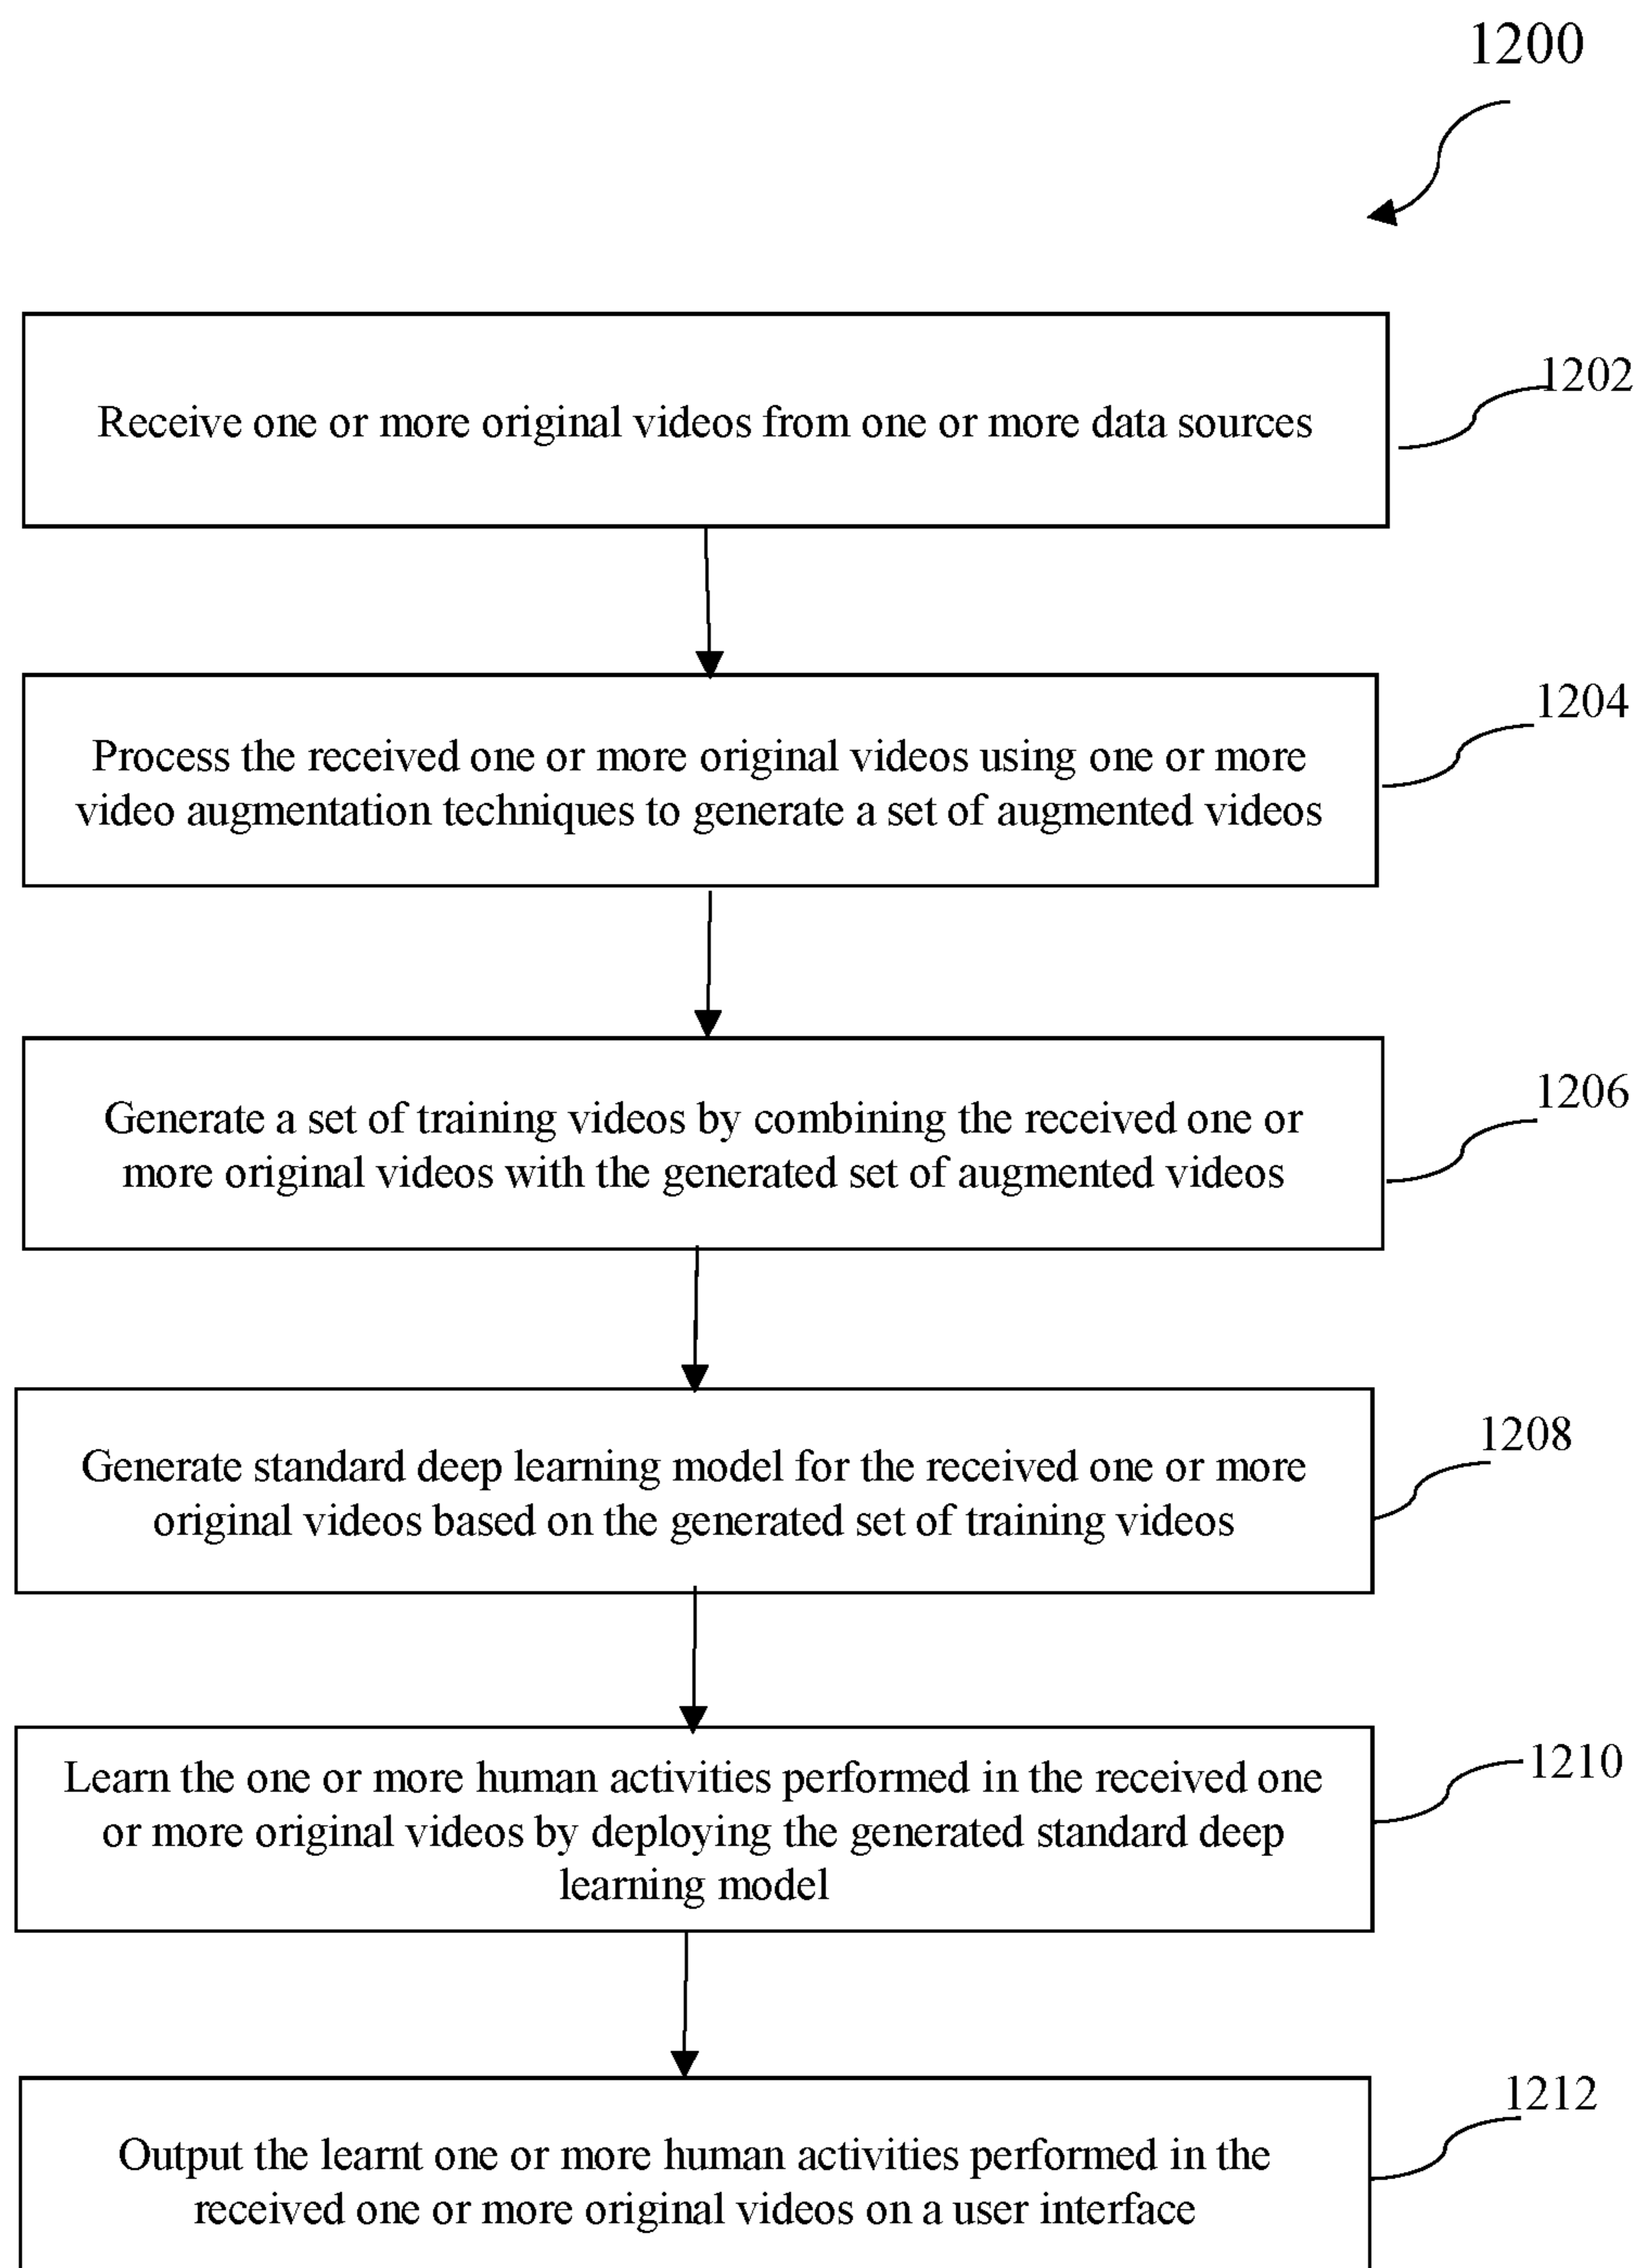 1200
Receive one or more original videos from one or more data sources
1202
Process the received one or more original videos using one or more
video augmentation techniques to generate a set of augmented videos
1204
Generate a set of training videos by combining the received one or
more original videos with the generated set of augmented videos
1206
Generate standard deep learning model for the received one or more
original videos based on the generated set of training videos
1208
Learn the one or more human activities performed in the received one
or more original videos by deploying the generated standard deep
learning model
1210
Output the learnt one or more human activities performed in the
received one or more original videos on a user interface
1212